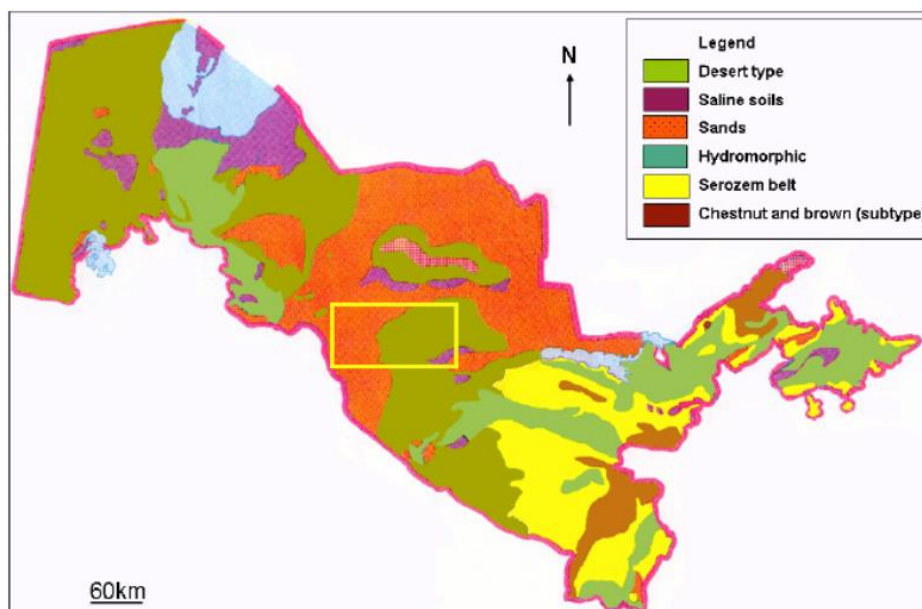 Legend
N
Desert type
Saline soils
Sands
Hydromorphic
Serozem belt
Chestnut and brown (subtype
60km